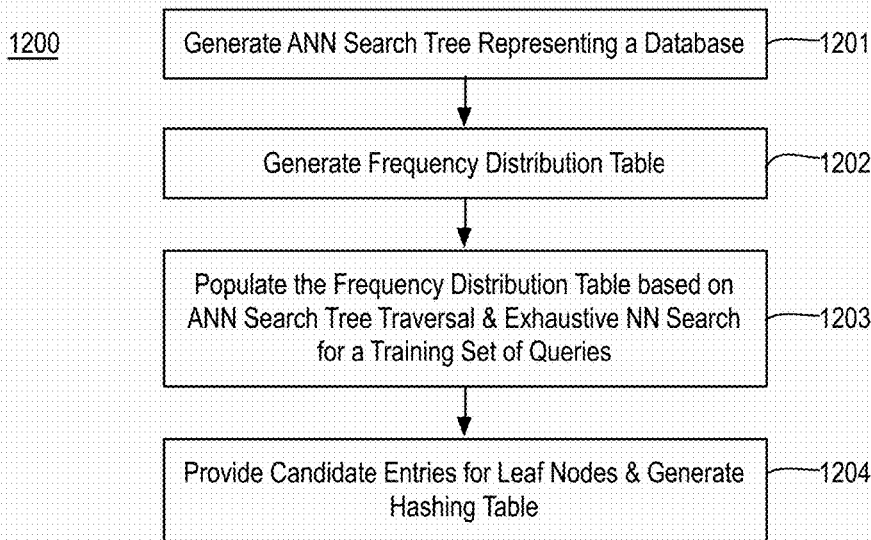 1200
Generate ANN Search Tree Representing a Database
1201
Generate Frequency Distribution Table
1202
Populate the Frequency Distribution Table based on
ANN Search Tree Traversal & Exhaustive NN Search
for a Training Set of Queries
1203
Provide Candidate Entries for Leaf Nodes & Generate
Hashing Table
1204